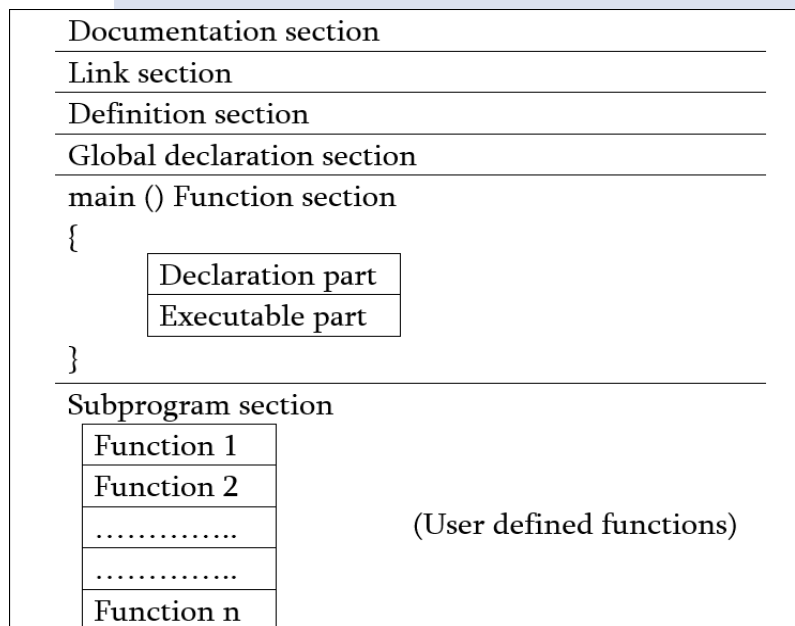 Documentation section
Link section
Definition section
Global declaration section
main () Function section
{
Declaration part
Executable part
}
Subprogram section
Function 1
Function 2
…………..
(User defined functions)
…………..
Function n